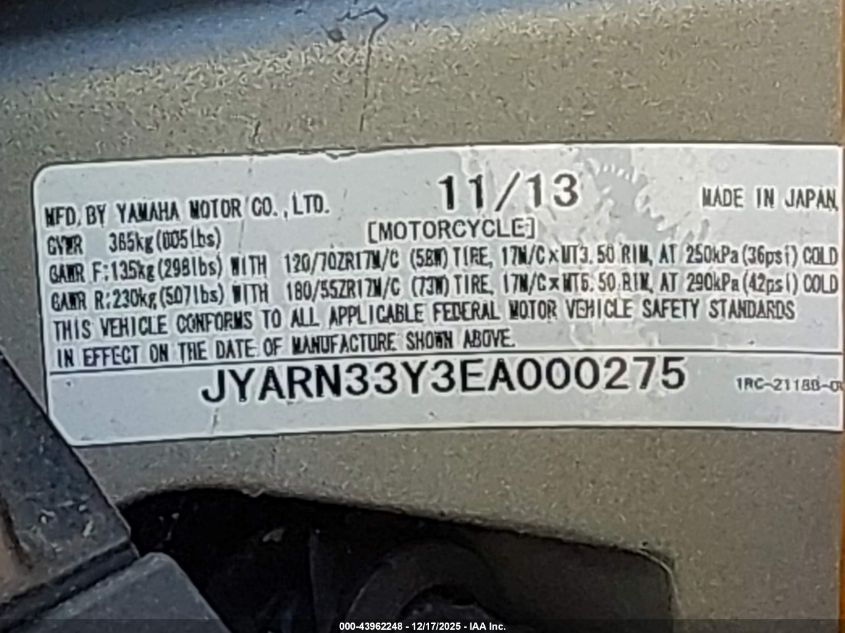 11/13
MFD. BY YAMAHA MOTOR CO., LTD.
MADE IN JAPAN
GVWR 365kg (805lbs)
[MOTORCYCLE]
GAWR F: 135kg (298lbs) WITH 120/70ZR17M/C (58W) TIRE, 17M/C×MT3.50 RIM, AT 250kPa (36psi) COLD
GAWR R: 230kg (507lbs) WITH 180/55ZR17M/C (73W) TIRE, 17M/C×MT5.50 RIM, AT 290kPa (42psi) COLD
THIS VEHICLE CONFORMS TO ALL APPLICABLE FEDERAL MOTOR VEHICLE SAFETY STANDARDS
IN EFFECT ON THE DATE OF MANUFACTURE SHOWN ABOVE.
JYARN33Y3EA000275
1RC-2118B-0
000-43962248 - 12/17/2025 - IAA Inc.